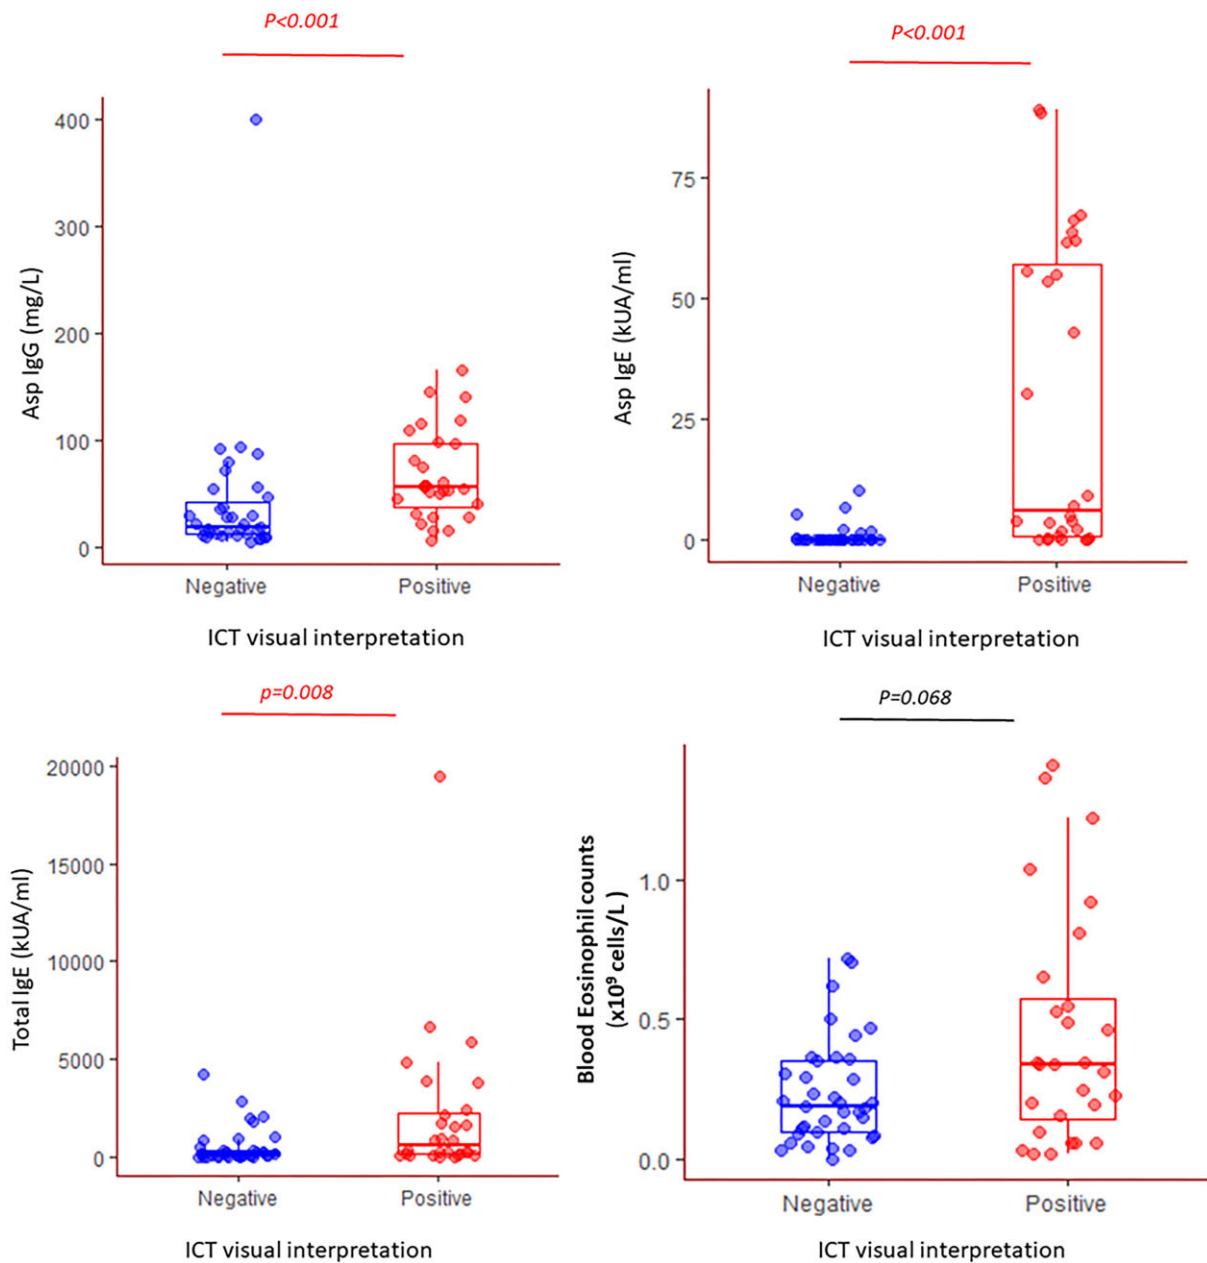 P<0.001
400
300
200
100
0
Asp IgG (mg/L)
Negative
Positive
ICT visual interpretation
P<0.001
75
50
25
0
Asp IgE (kUA/ml)
Negative
Positive
ICT visual interpretation
p=0.008
20000
15000
10000
5000
0
Total IgE (kUA/ml)
Negative
Positive
ICT visual interpretation
P=0.068
1.0
0.5
0.0
Blood Eosinophil counts
(x10⁹ cells/L )
Negative
Positive
ICT visual interpretation